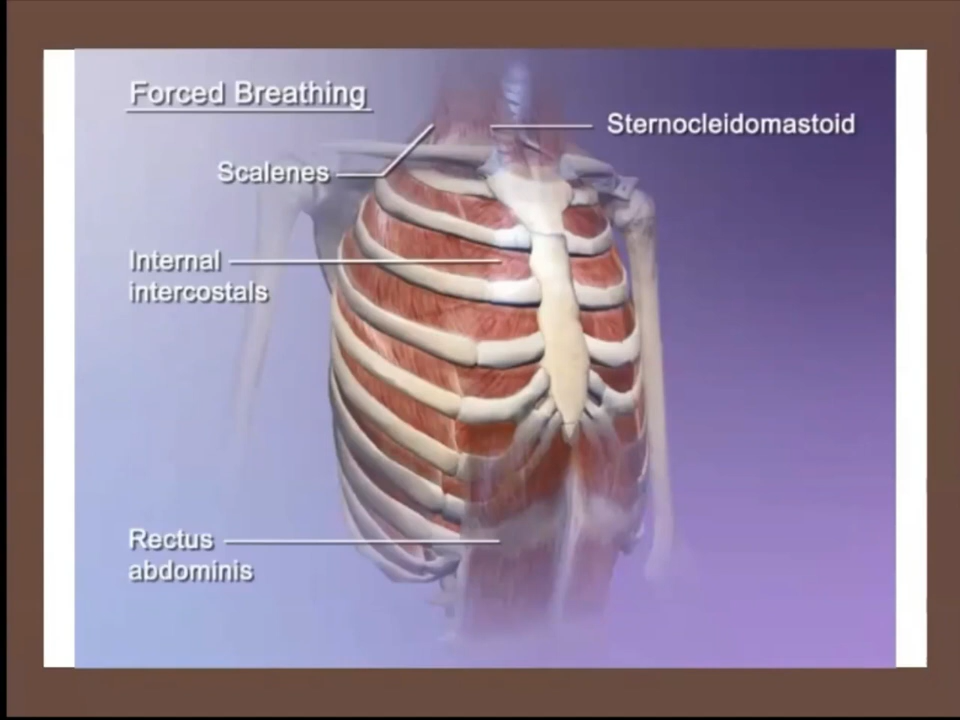 Forced Breathing
Sternocleidomastoid
Scalenes
Internal
intercostals
Rectus
abdominis